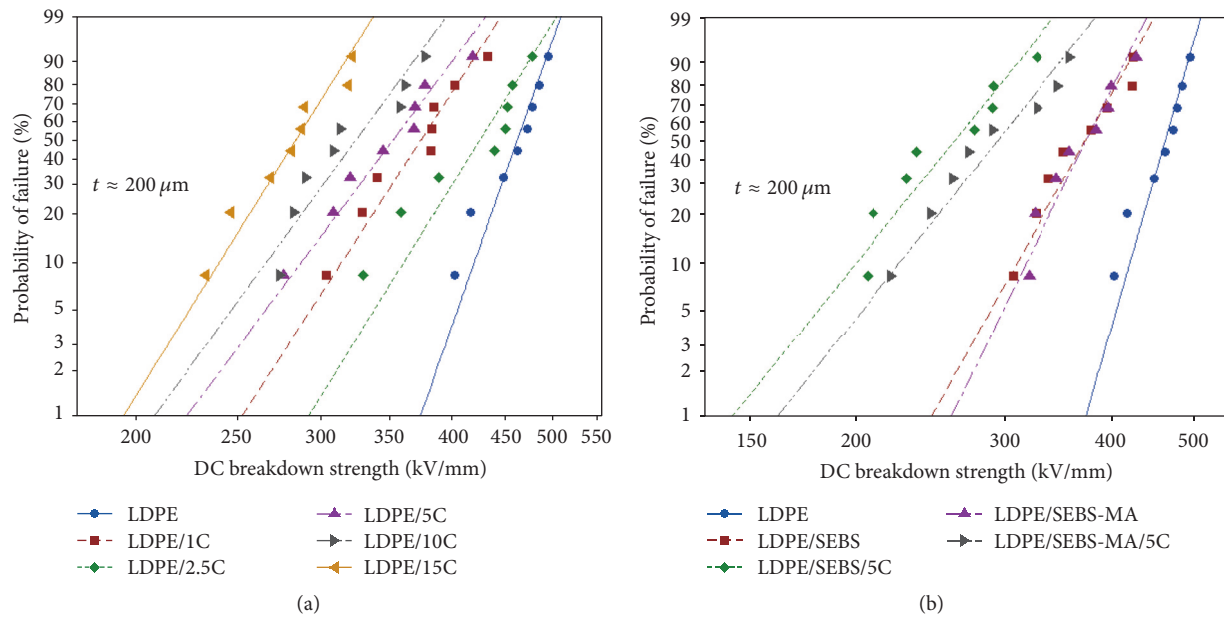 99
90
80
70
60
50
40
30
20
10
5
3
2
1
Probability of failure (%)
t ≈ 200 μm
200 250 300 350 400 450 500 550
DC breakdown strength (kV/mm)
LDPE
LDPE/1C
LDPE/2.5C
LDPE/5C
LDPE/10C
LDPE/15C
(a)
99
90
80
70
60
50
40
30
20
10
5
3
2
1
Probability of failure (%)
t ≈ 200 μm
150 200 300 400 500
DC breakdown strength (kV/mm)
LDPE
LDPE/SEBS
LDPE/SEBS/5C
LDPE/SEBS-MA
LDPE/SEBS-MA/5C
(b)